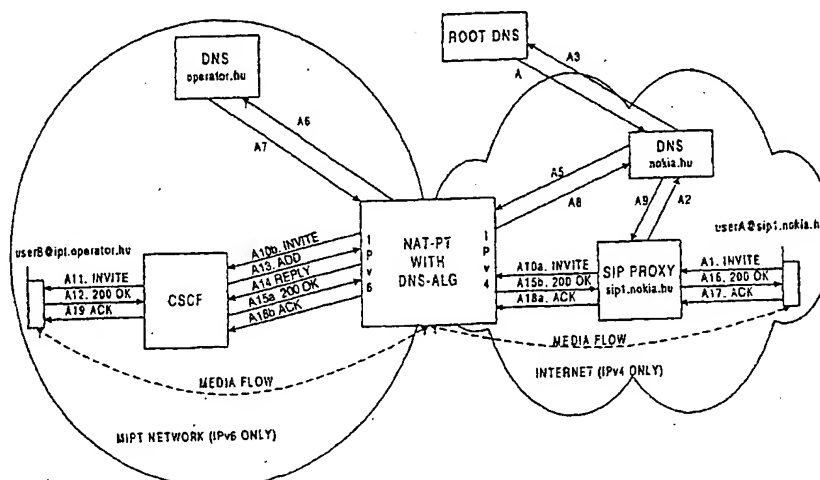 ROOT DNS
DNS
operator.hu
A3
A
A6
A7
DNS
nokia.hu
A5
A8
A9
A2
userB@ipt.operator.hu
userA@sip1.nokia.h
NAT-PT
WITH
DNS-ALG
IPv6
IPv4
CSCF
SIP PROXY
sip1.nokia.hu
A10b. INVITE
A13. ADD
A14 REPLY
A15a. 200 OK
A18b ACK
A11. INVITE
A12. 200 OK
A19 ACK
A10a. INVITE
A15b. 200 OK
A18a. ACK
A1. INVITE
A16. 200 OK
A17. ACK
MEDIA FLOW
MEDIA FLOW
INTERNET (IPv4 ONLY)
MIPT NETWORK (IPv6 ONLY)